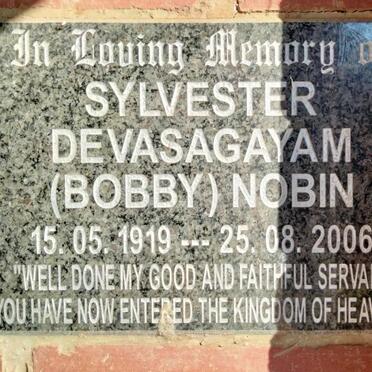 In Loving Memory o
SYLVESTER
DEVASAGAYAM
(BOBBY) NOBIN
15. 05. 1919 --- 25. 08. 2006
"WELL DONE MY GOOD AND FAITHFUL SERVA
YOU HAVE NOW ENTERED THE KINGDOM OF HEAV